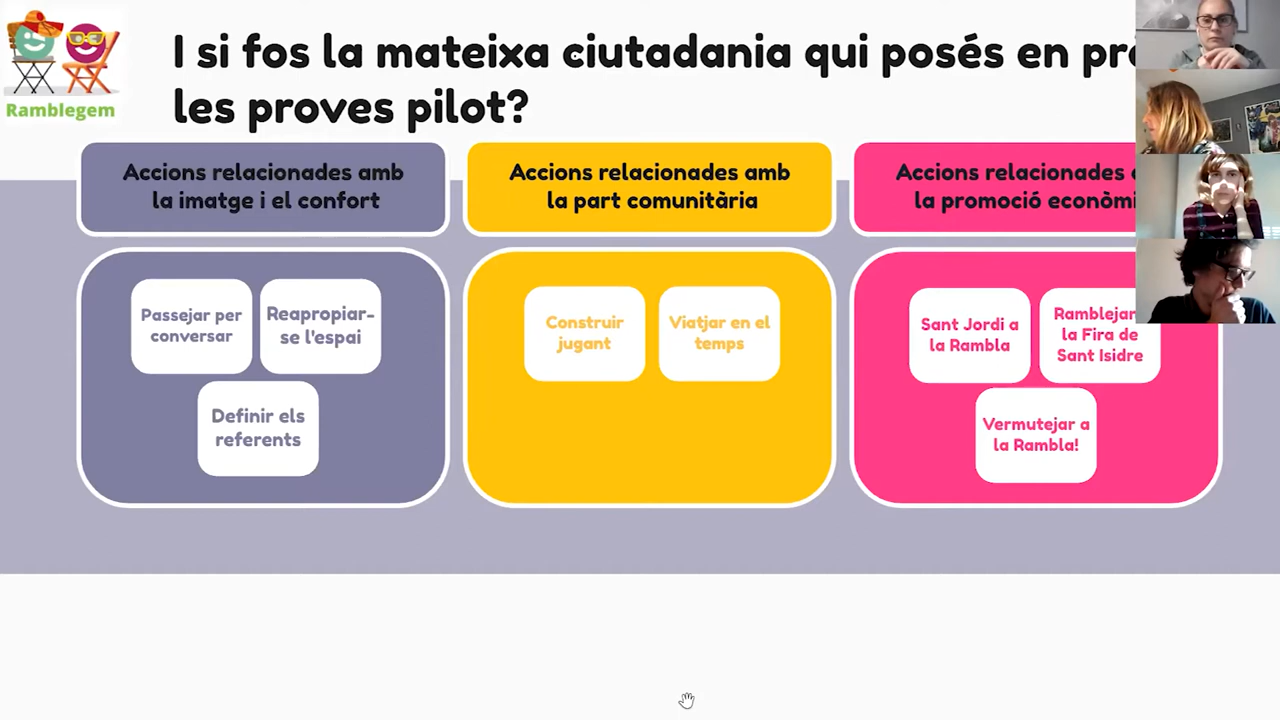 Ramblegem
I si fos la mateixa ciutadania qui posés en
les proves pilot?
Accions relacionades amb
la imatge i el confort
Accions relacionades amb
la part comunitària
Accions relacionades
la promoció
Passejar per
conversar
Reapropiar-
se l'espai
Definir els
referents
Construir
jugant
Viatjar en el
temps
Sant Jordi a
la Rambla
Ramblejar
la Fira de
Sant Isidre
Vermutejar a
la Rambla!